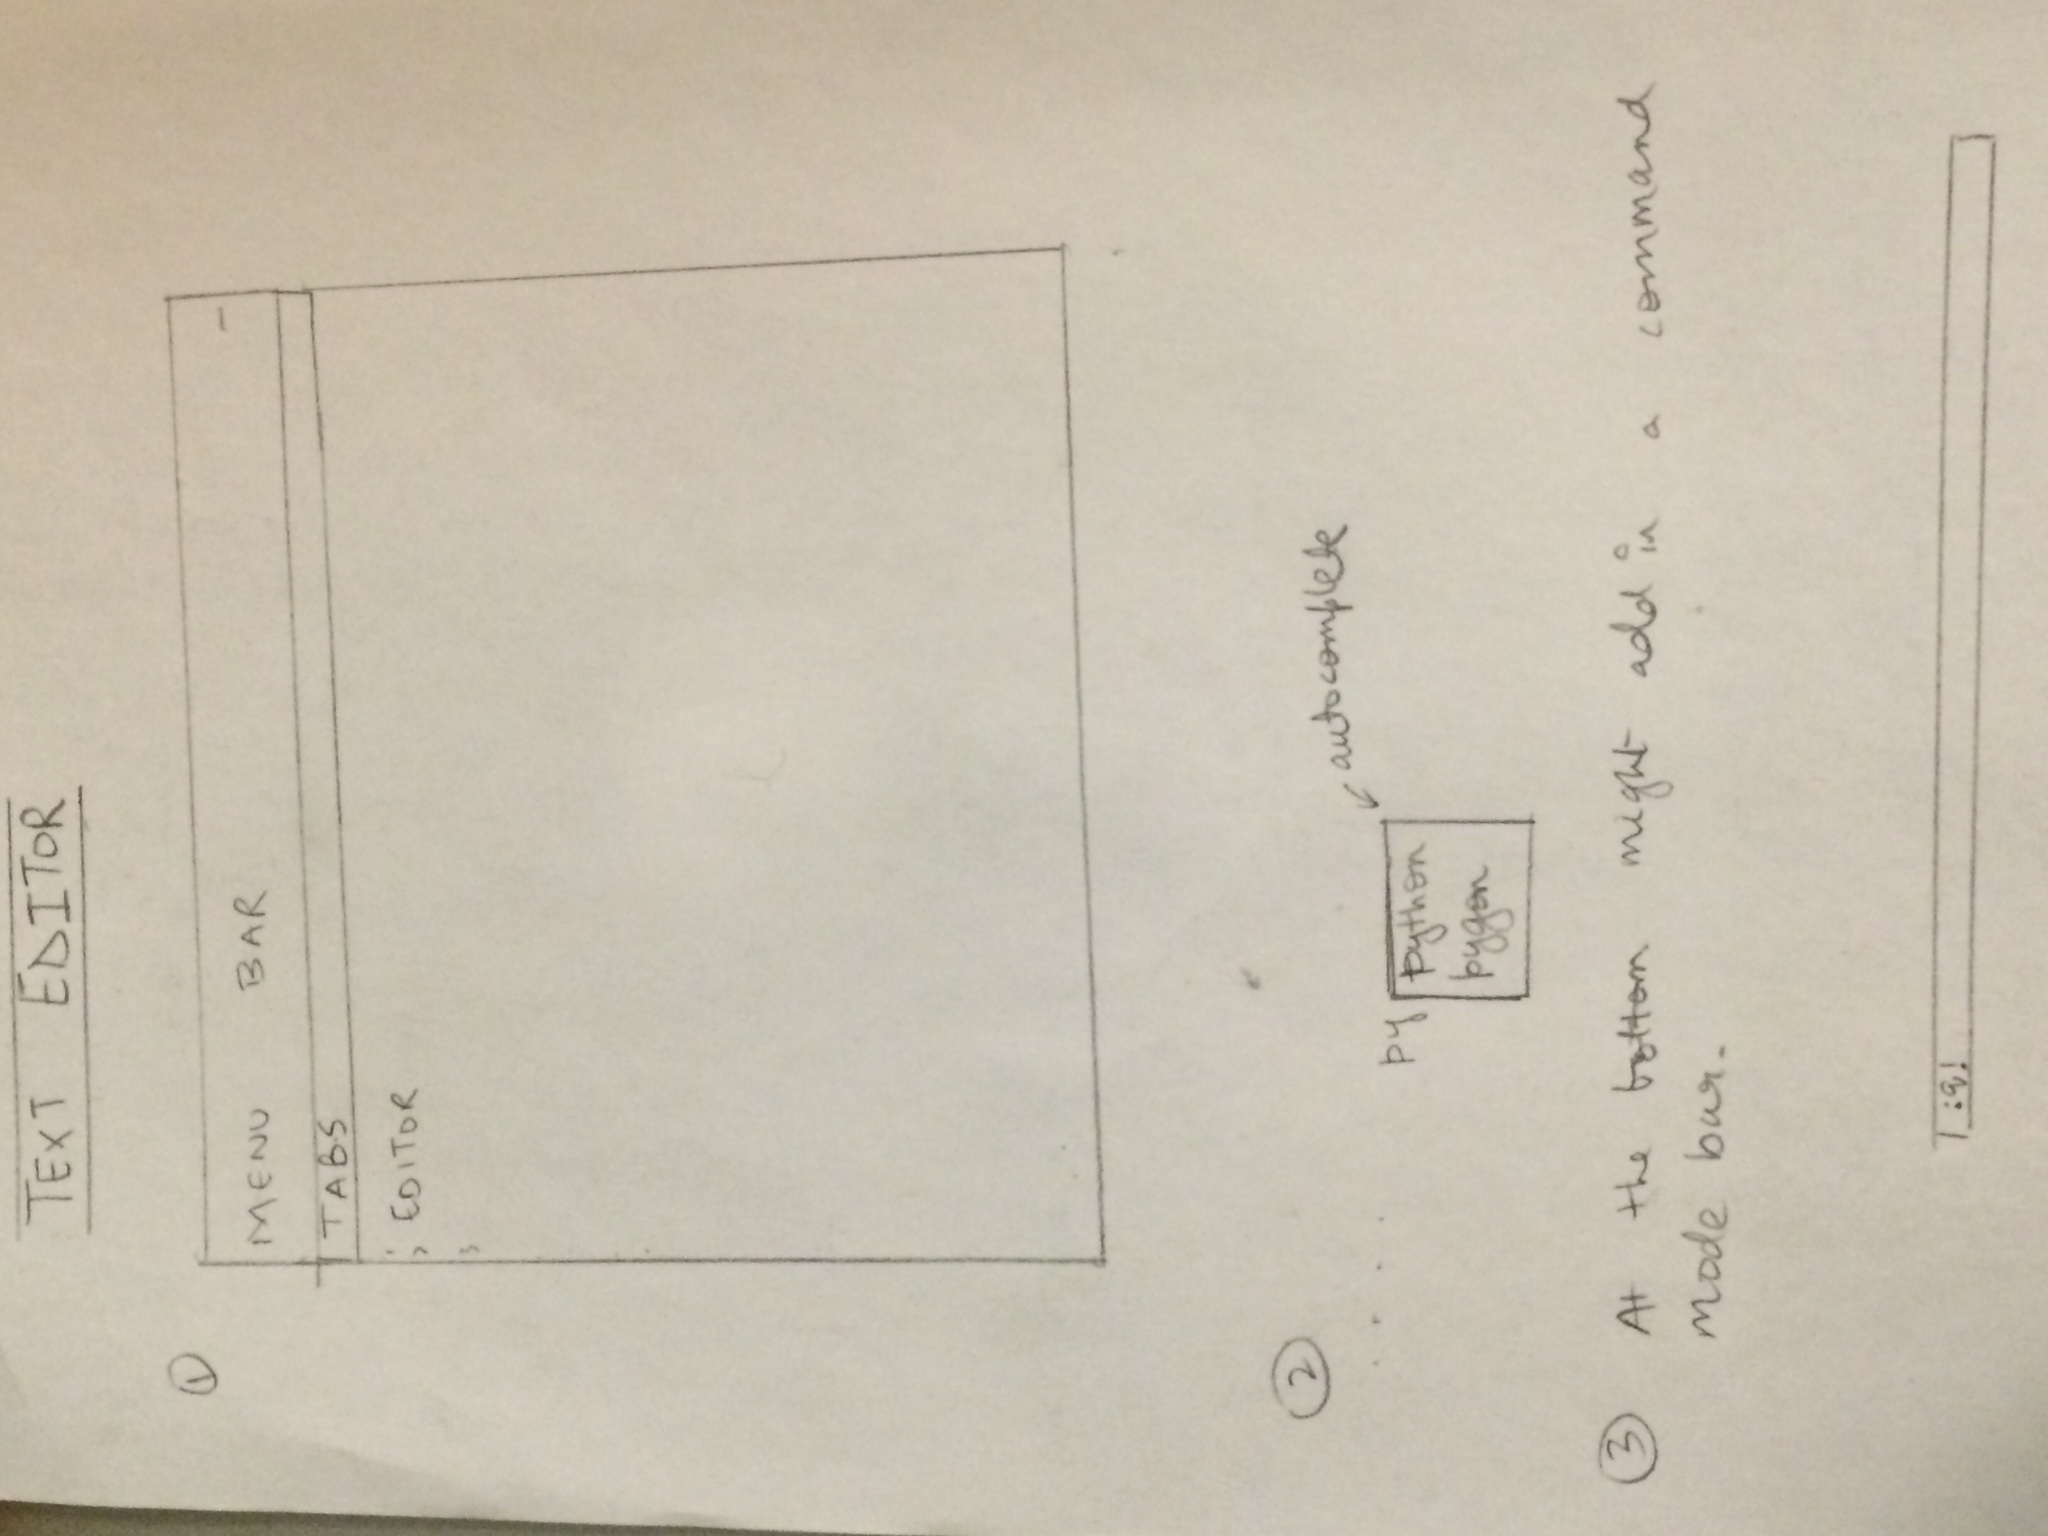 TEXT EDITOR
①
MENU BAR -
TABS
EDITOR
②
autocomplete
.... py
python
pygon
③ At the bottom might add in a command
mode bar.
:q!